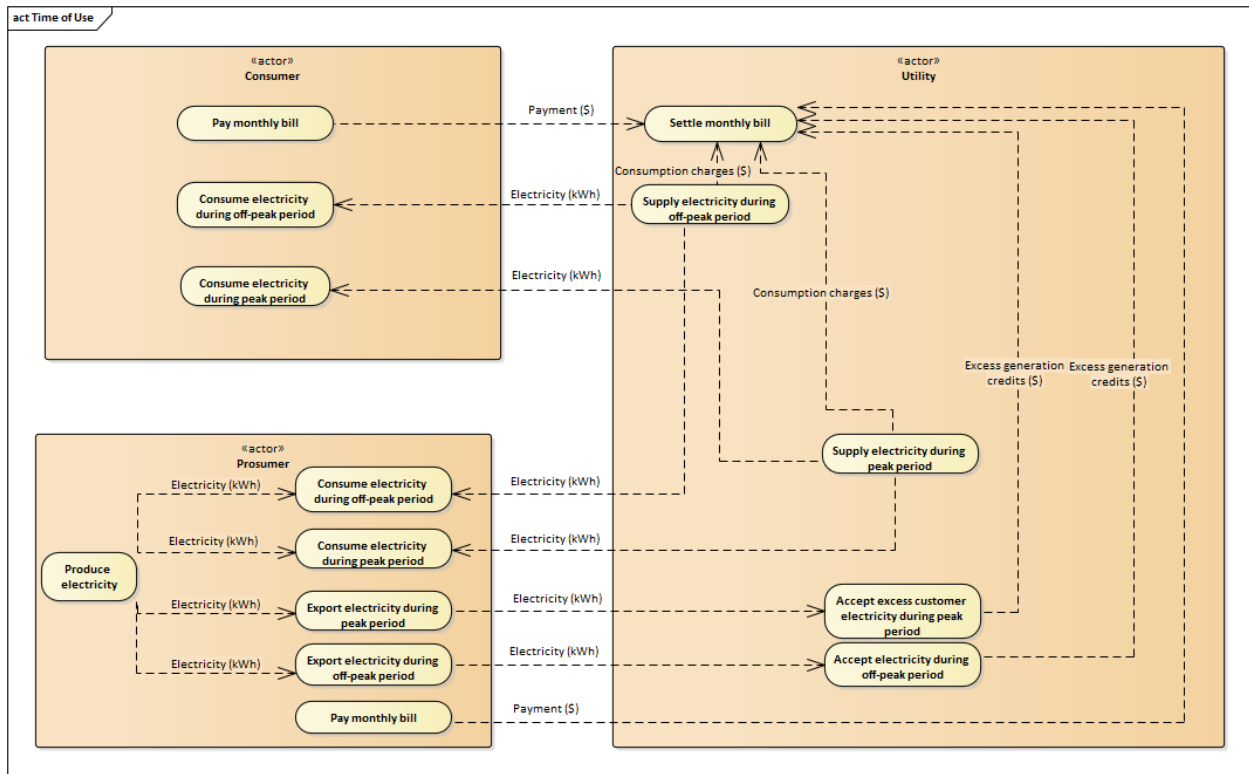 act Time of Use
«actor»
Consumer
Pay monthly bill
Consume electricity
during off-peak period
Consume electricity
during peak period
Payment ($)
Electricity (kWh)
Electricity (kWh)
«actor»
Utility
Settle monthly bill
Consumption charges ($)
Supply electricity during
off-peak period
Consumption charges ($)
Excess generation
credits ($)
Excess generation
credits ($)
Supply electricity during
peak period
Accept excess customer
electricity during peak
period
Accept electricity during
off-peak period
«actor»
Prosumer
Electricity (kWh)
Consume electricity
during off-peak period
Electricity (kWh)
Electricity (kWh)
Consume electricity
during peak period
Electricity (kWh)
Produce
electricity
Electricity (kWh)
Export electricity during
peak period
Electricity (kWh)
Electricity (kWh)
Export electricity during
off-peak period
Electricity (kWh)
Pay monthly bill
Payment ($)